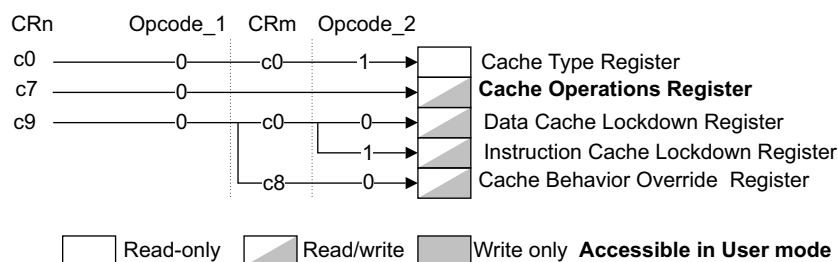 CRn Opcode_1 CRm Opcode_2
c0 0 c0 1 Cache Type Register
c7 0 Cache Operations Register
c9 0 c0 0 Data Cache Lockdown Register
1 Instruction Cache Lockdown Register
c8 0 Cache Behavior Override Register
Read-only Read/write Write only Accessible in User mode